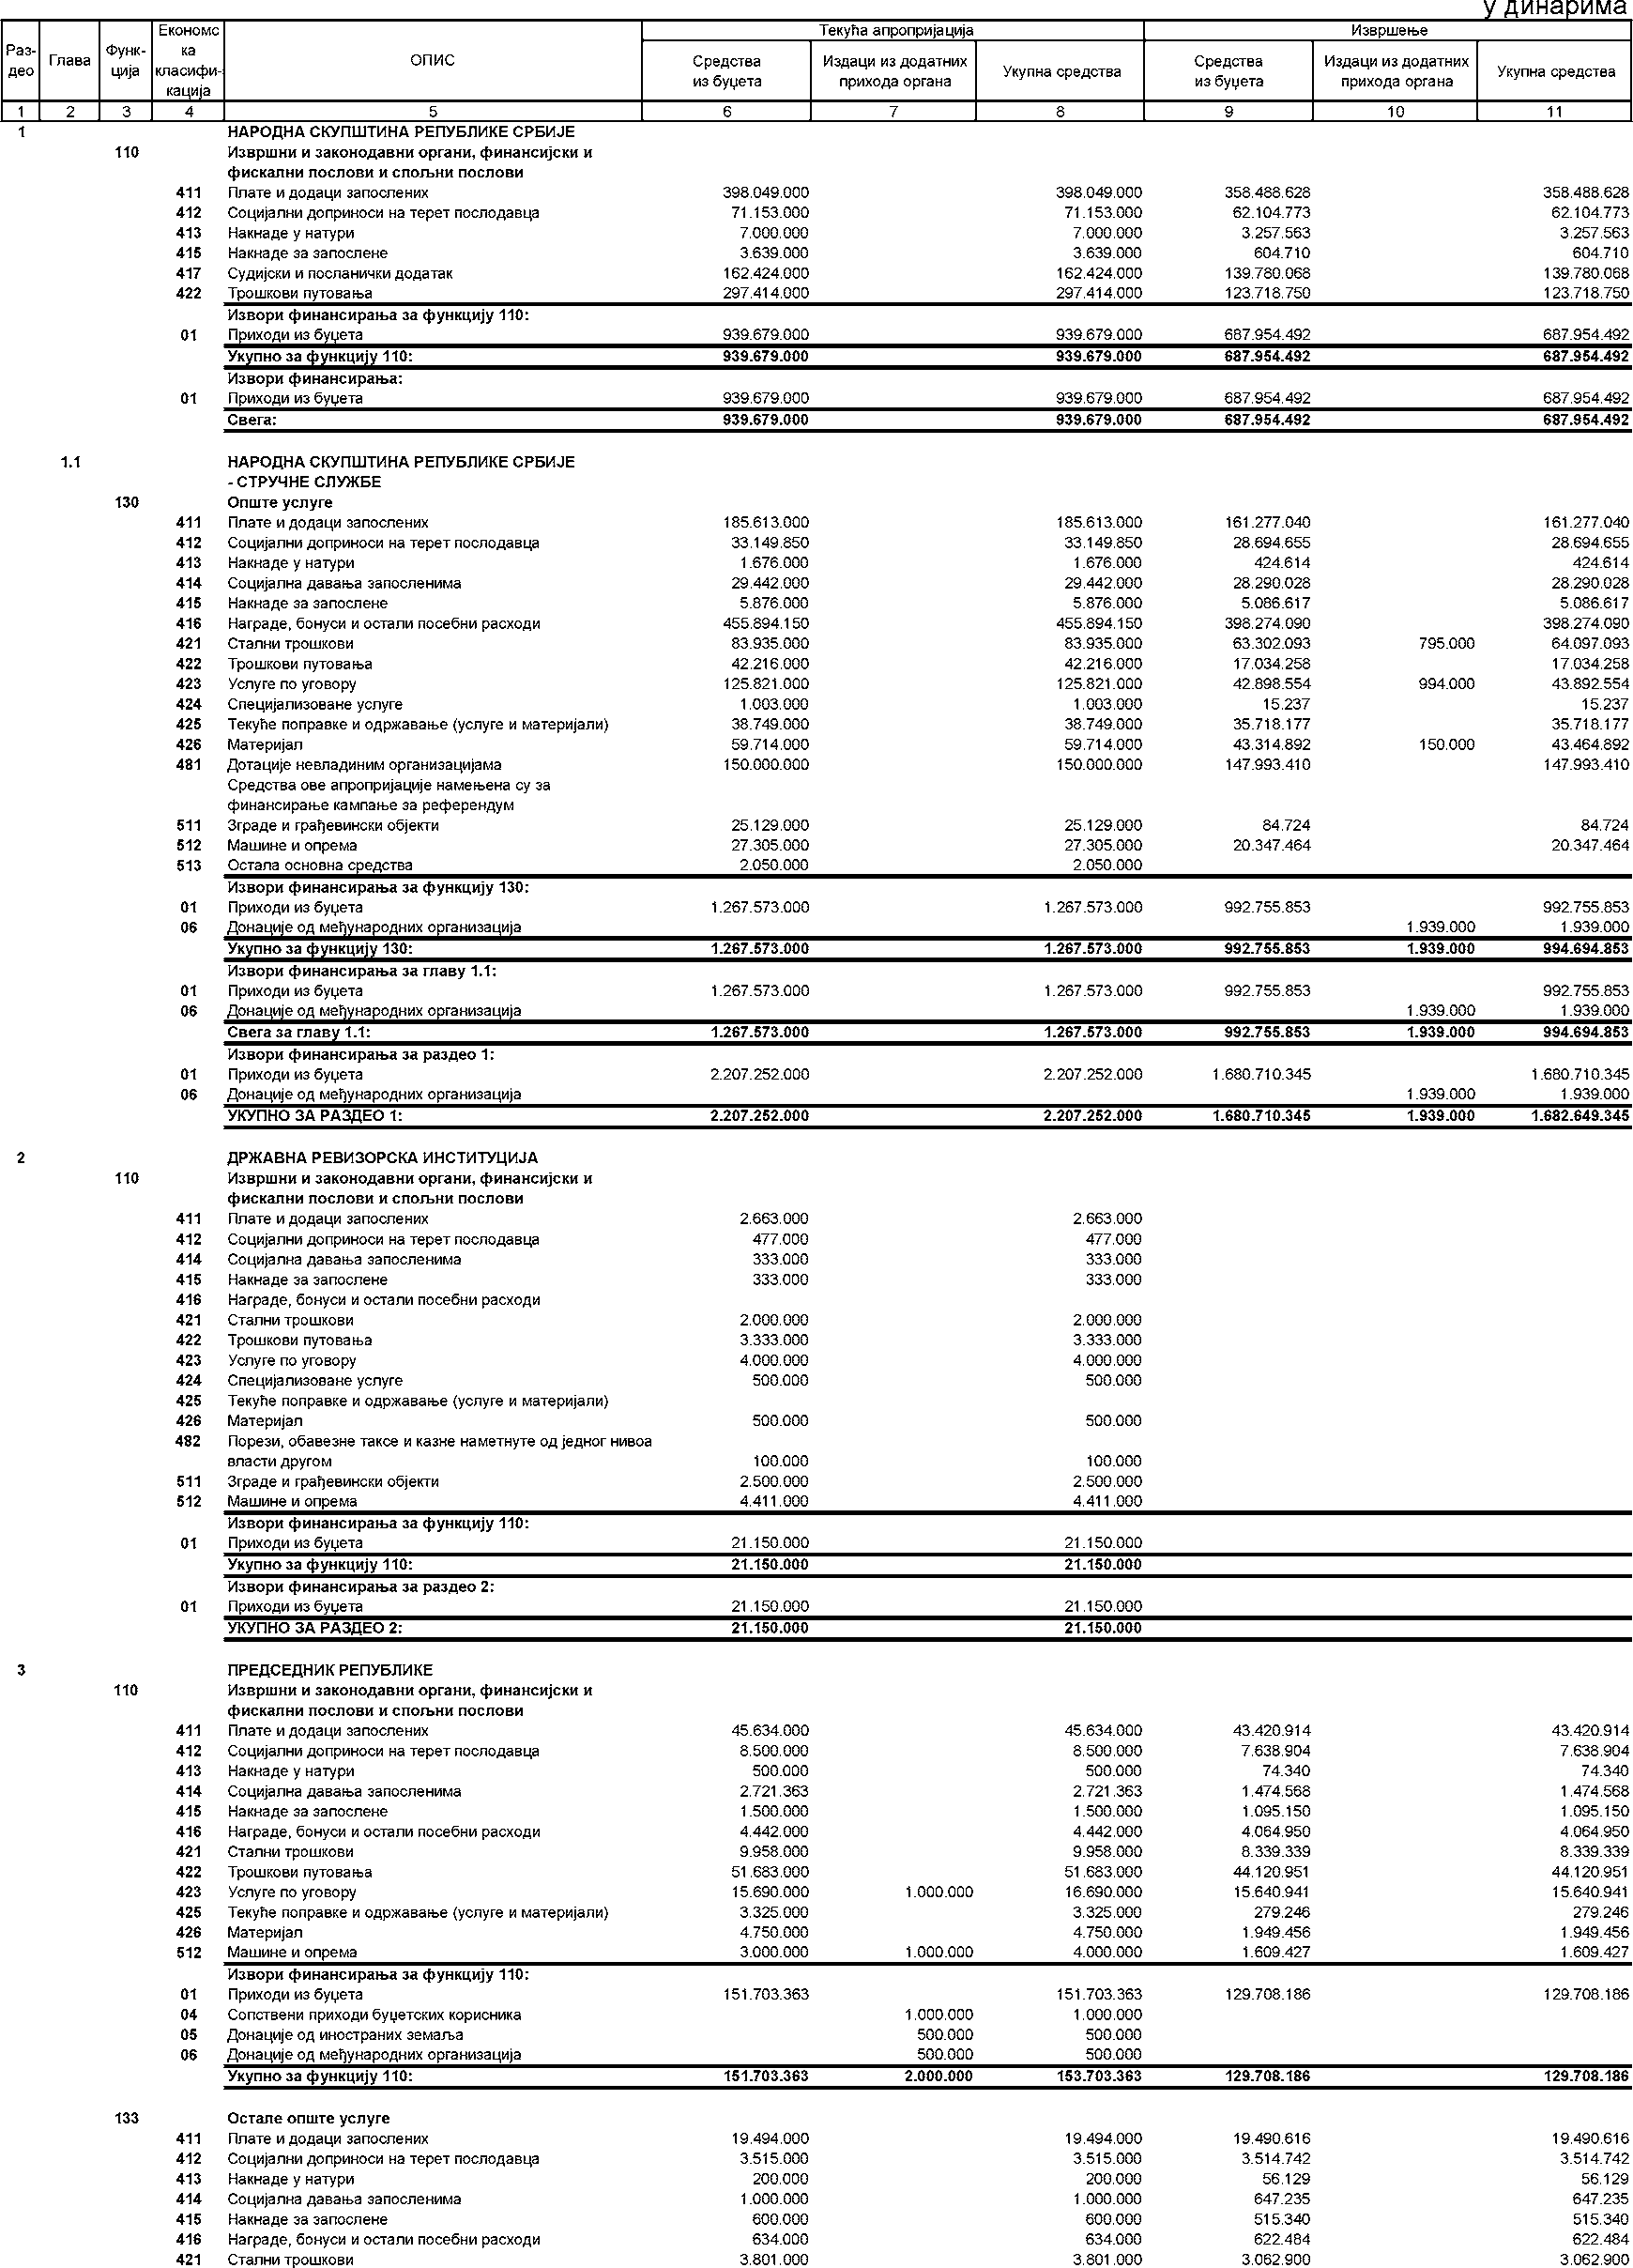 у динарима
Раз-
део Глава Функ-
ција Економс
ка
класифи-
кација ОПИС Текућа апропријација Извршење
Средства
из буџета Издаци из додатних
прихода органа Укупна средства Средства
из буџета Издаци из додатних
прихода органа Укупна средства
1 2 3 4 5 6 7 8 9 10 11
1 НАРОДНА СКУПШТИНА РЕПУБЛИКЕ СРБИЈЕ
110 Извршни и законодавни органи, финансијски и
фискални послови и спољни послови
411 Плате и додаци запослених 398.049.000 398.049.000 358.488.628 358.488.628
412 Социјални доприноси на терет послодавца 71.153.000 71.153.000 62.104.773 62.104.773
413 Накнаде у натури 7.000.000 7.000.000 3.257.563 3.257.563
415 Накнаде за запослене 3.639.000 3.639.000 604.710 604.710
417 Судијски и посланички додатак 162.424.000 162.424.000 139.780.068 139.780.068
422 Трошкови путовања 297.414.000 297.414.000 123.718.750 123.718.750
Извори финансирања за функцију 110:
01 Приходи из буџета 939.679.000 939.679.000 687.954.492 687.954.492
Укупно за функцију 110: 939.679.000 939.679.000 687.954.492 687.954.492
Извори финансирања:
01 Приходи из буџета 939.679.000 939.679.000 687.954.492 687.954.492
Свега: 939.679.000 939.679.000 687.954.492 687.954.492
1.1 НАРОДНА СКУПШТИНА РЕПУБЛИКЕ СРБИЈЕ
- СТРУЧНЕ СЛУЖБЕ
130 Опште услуге
411 Плате и додаци запослених 185.613.000 185.613.000 161.277.040 161.277.040
412 Социјални доприноси на терет послодавца 33.149.850 33.149.850 28.694.655 28.694.655
413 Накнаде у натури 1.676.000 1.676.000 424.614 424.614
414 Социјална давања запосленима 29.442.000 29.442.000 28.290.028 28.290.028
415 Накнаде за запослене 5.876.000 5.876.000 5.086.617 5.086.617
416 Награде, бонуси и остали посебни расходи 455.894.150 455.894.150 398.274.090 398.274.090
421 Стални трошкови 83.935.000 83.935.000 63.302.093 795.000 64.097.093
422 Трошкови путовања 42.216.000 42.216.000 17.034.258 17.034.258
423 Услуге по уговору 125.821.000 125.821.000 42.898.554 994.000 43.892.554
424 Специјализоване услуге 1.003.000 1.003.000 15.237 15.237
425 Текуће поправке и одржавање (услуге и материјали) 38.749.000 38.749.000 35.718.177 35.718.177
426 Материјал 59.714.000 59.714.000 43.314.892 150.000 43.464.892
481 Дотације невладиним организацијама 150.000.000 150.000.000 147.993.410 147.993.410
Средства ове апропријације намењена су за
финансирање кампање за референдум
511 Зграде и грађевински објекти 25.129.000 25.129.000 84.724 84.724
512 Машине и опрема 27.305.000 27.305.000 20.347.464 20.347.464
513 Остала основна средства 2.050.000 2.050.000
Извори финансирања за функцију 130:
01 Приходи из буџета 1.267.573.000 1.267.573.000 992.755.853 992.755.853
06 Донације од међународних организација 1.939.000 1.939.000
Укупно за функцију 130: 1.267.573.000 1.267.573.000 992.755.853 1.939.000 994.694.853
Извори финансирања за главу 1.1:
01 Приходи из буџета 1.267.573.000 1.267.573.000 992.755.853 992.755.853
06 Донације од међународних организација 1.939.000 1.939.000
Свега за главу 1.1: 1.267.573.000 1.267.573.000 992.755.853 1.939.000 994.694.853
Извори финансирања за раздео 1:
01 Приходи из буџета 2.207.252.000 2.207.252.000 1.680.710.345 1.680.710.345
06 Донације од међународних организација 1.939.000 1.939.000
УКУПНО ЗА РАЗДЕО 1: 2.207.252.000 2.207.252.000 1.680.710.345 1.939.000 1.682.649.345
2 ДРЖАВНА РЕВИЗОРСКА ИНСТИТУЦИЈА
110 Извршни и законодавни органи, финансијски и
фискални послови и спољни послови
411 Плате и додаци запослених 2.663.000 2.663.000
412 Социјални доприноси на терет послодавца 477.000 477.000
414 Социјална давања запосленима 333.000 333.000
415 Накнаде за запослене 333.000 333.000
416 Награде, бонуси и остали посебни расходи
421 Стални трошкови 2.000.000 2.000.000
422 Трошкови путовања 3.333.000 3.333.000
423 Услуге по уговору 4.000.000 4.000.000
424 Специјализоване услуге 500.000 500.000
425 Текуће поправке и одржавање (услуге и материјали)
426 Материјал 500.000 500.000
482 Порези, обавезне таксе и казне наметнуте од једног нивоа
власти другом 100.000 100.000
511 Зграде и грађевински објекти 2.500.000 2.500.000
512 Машине и опрема 4.411.000 4.411.000
Извори финансирања за функцију 110:
01 Приходи из буџета 21.150.000 21.150.000
Укупно за функцију 110: 21.150.000 21.150.000
Извори финансирања за раздео 2:
01 Приходи из буџета 21.150.000 21.150.000
УКУПНО ЗА РАЗДЕО 2: 21.150.000 21.150.000
3 ПРЕДСЕДНИК РЕПУБЛИКЕ
110 Извршни и законодавни органи, финансијски и
фискални послови и спољни послови
411 Плате и додаци запослених 45.634.000 45.634.000 43.420.914 43.420.914
412 Социјални доприноси на терет послодавца 8.500.000 8.500.000 7.638.904 7.638.904
413 Накнаде у натури 500.000 500.000 74.340 74.340
414 Социјална давања запосленима 2.721.363 2.721.363 1.474.568 1.474.568
415 Накнаде за запослене 1.500.000 1.500.000 1.095.150 1.095.150
416 Награде, бонуси и остали посебни расходи 4.442.000 4.442.000 4.064.950 4.064.950
421 Стални трошкови 9.958.000 9.958.000 8.339.339 8.339.339
422 Трошкови путовања 51.683.000 51.683.000 44.120.951 44.120.951
423 Услуге по уговору 15.690.000 1.000.000 16.690.000 15.640.941 15.640.941
425 Текуће поправке и одржавање (услуге и материјали) 3.325.000 3.325.000 279.246 279.246
426 Материјал 4.750.000 4.750.000 1.949.456 1.949.456
512 Машине и опрема 3.000.000 1.000.000 4.000.000 1.609.427 1.609.427
Извори финансирања за функцију 110:
01 Приходи из буџета 151.703.363 151.703.363 129.708.186 129.708.186
04 Сопствени приходи буџетских корисника 1.000.000 1.000.000
05 Донације од иностраних земаља 500.000 500.000
06 Донације од међународних организација 500.000 500.000
Укупно за функцију 110: 151.703.363 2.000.000 153.703.363 129.708.186 129.708.186
133 Остале опште услуге
411 Плате и додаци запослених 19.494.000 19.494.000 19.490.616 19.490.616
412 Социјални доприноси на терет послодавца 3.515.000 3.515.000 3.514.742 3.514.742
413 Накнаде у натури 200.000 200.000 56.129 56.129
414 Социјална давања запосленима 1.000.000 1.000.000 647.235 647.235
415 Накнаде за запослене 600.000 600.000 515.340 515.340
416 Награде, бонуси и остали посебни расходи 634.000 634.000 622.484 622.484
421 Стални трошкови 3.801.000 3.801.000 3.062.900 3.062.900